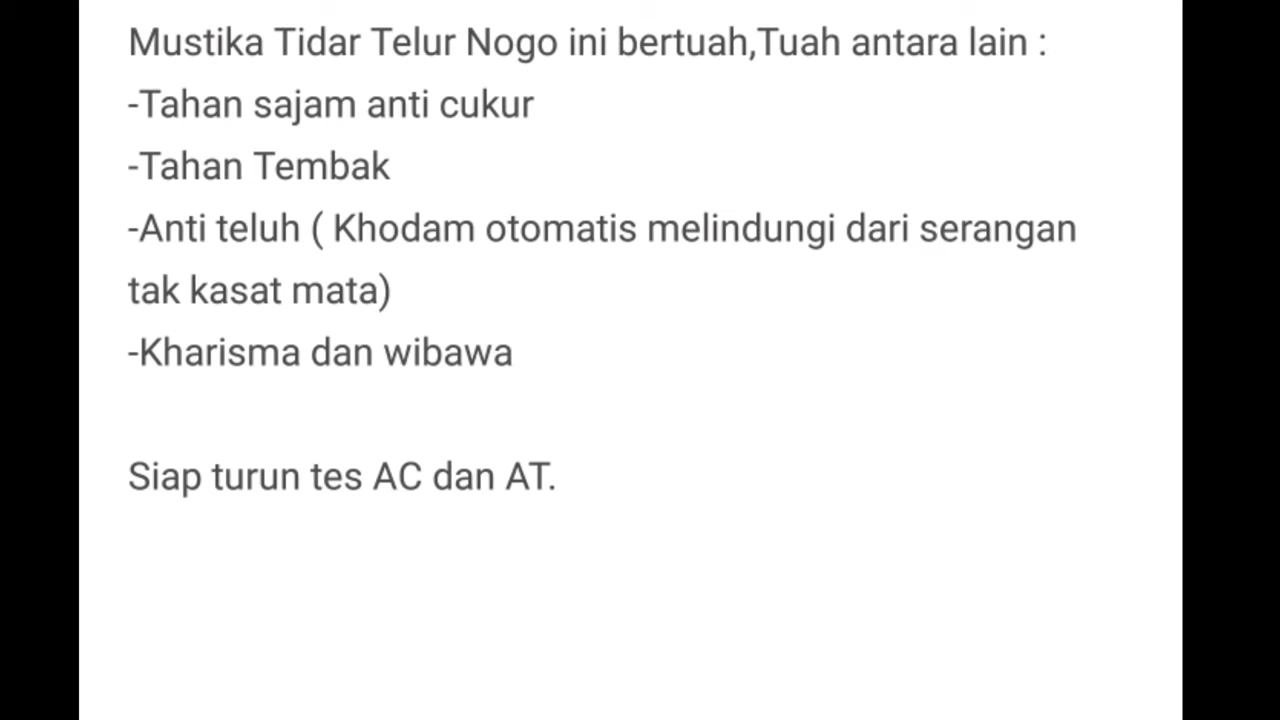 Mustika Tidar Telur Nogo ini bertuah,Tuah antara lain :
-Tahan sajam anti cukur
-Tahan Tembak
-Anti teluh ( Khodam otomatis melindungi dari serangan
tak kasat mata)
-Kharisma dan wibawa
Siap turun tes AC dan AT.